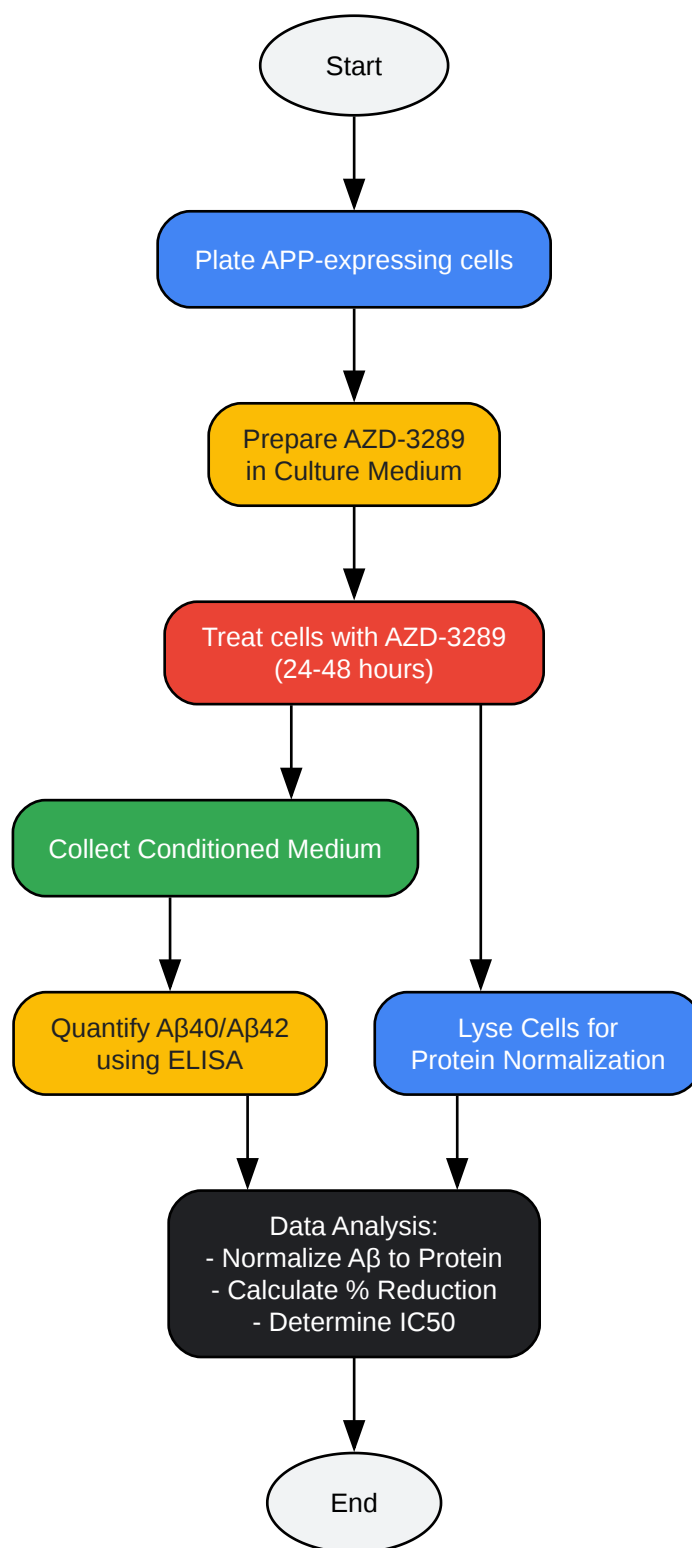 Start
Plate APP-expressing cells
Prepare AZD-3289
in Culture Medium
Treat cells with AZD-3289
(24-48 hours)
Collect Conditioned Medium
Quantify Aβ40/Aβ42
using ELISA
Lyse Cells for
Protein Normalization
Data Analysis:
- Normalize Aβ to Protein
- Calculate % Reduction
- Determine IC50
End